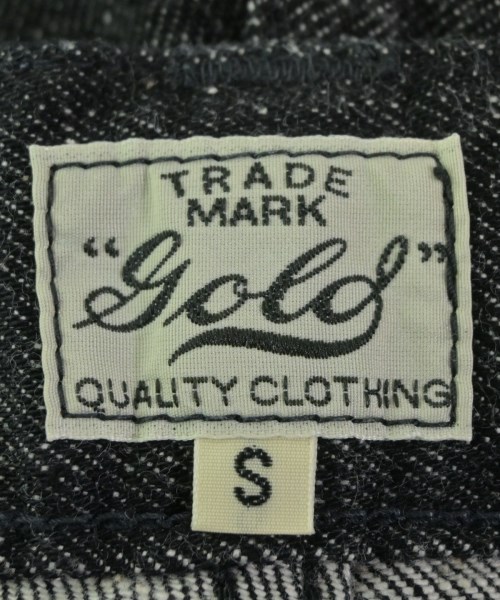 TRADE
MARK
"Gold"
QUALITY CLOTHING
S